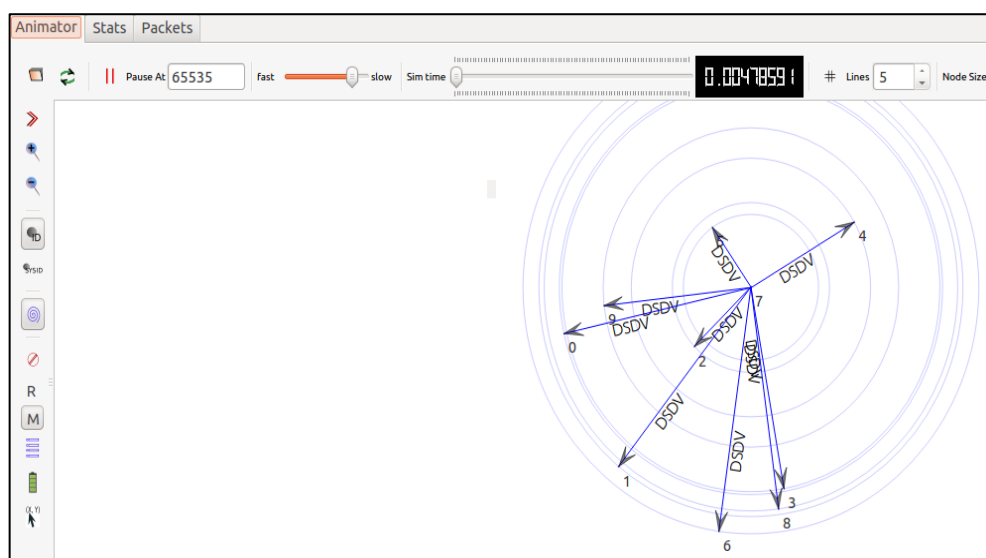 Animator Stats Packets
Pause At 65535 fast slow Sim time 0.00478591 Lines 5 Node Size
ID
SYSID
R
M
(X, Y)
4
DSDV
DSDV
7
9
DSDV
DSDV
0
DSDV
2
DSDV
DSDV
DSDV
DSDV
1
3
8
6